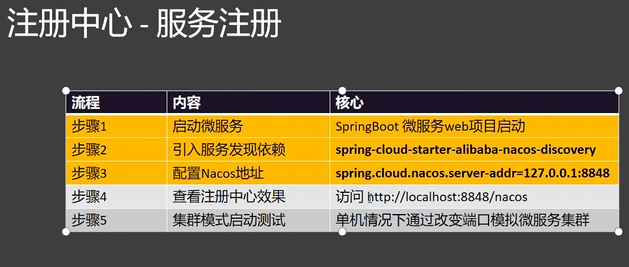 注册中心 - 服务注册
流程 内容 核心
步骤1 启动微服务 SpringBoot 微服务web项目启动
步骤2 引入服务发现依赖 spring-cloud-starter-alibaba-nacos-discovery
步骤3 配置Nacos地址 spring.cloud.nacos.server-addr=127.0.0.1:8848
步骤4 查看注册中心效果 访问 http://localhost:8848/nacos
步骤5 集群模式启动测试 单机情况下通过改变端口模拟微服务集群